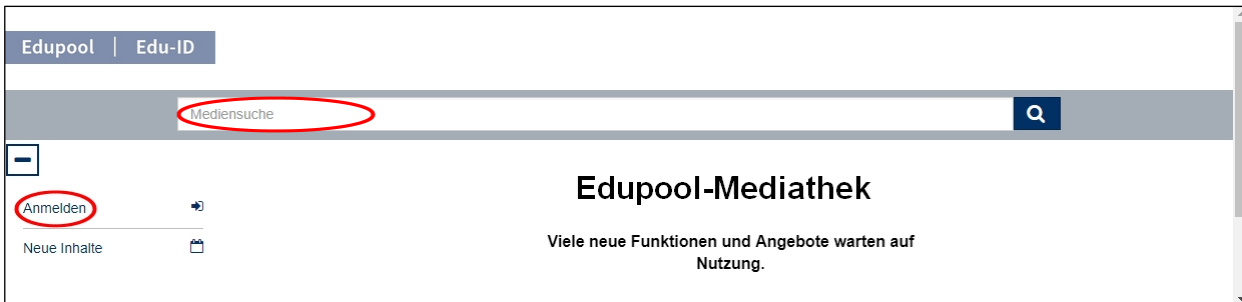 Edupool | Edu-ID
Mediensuche
Anmelden
Neue Inhalte
Edupool-Mediathek
Viele neue Funktionen und Angebote warten auf
Nutzung.